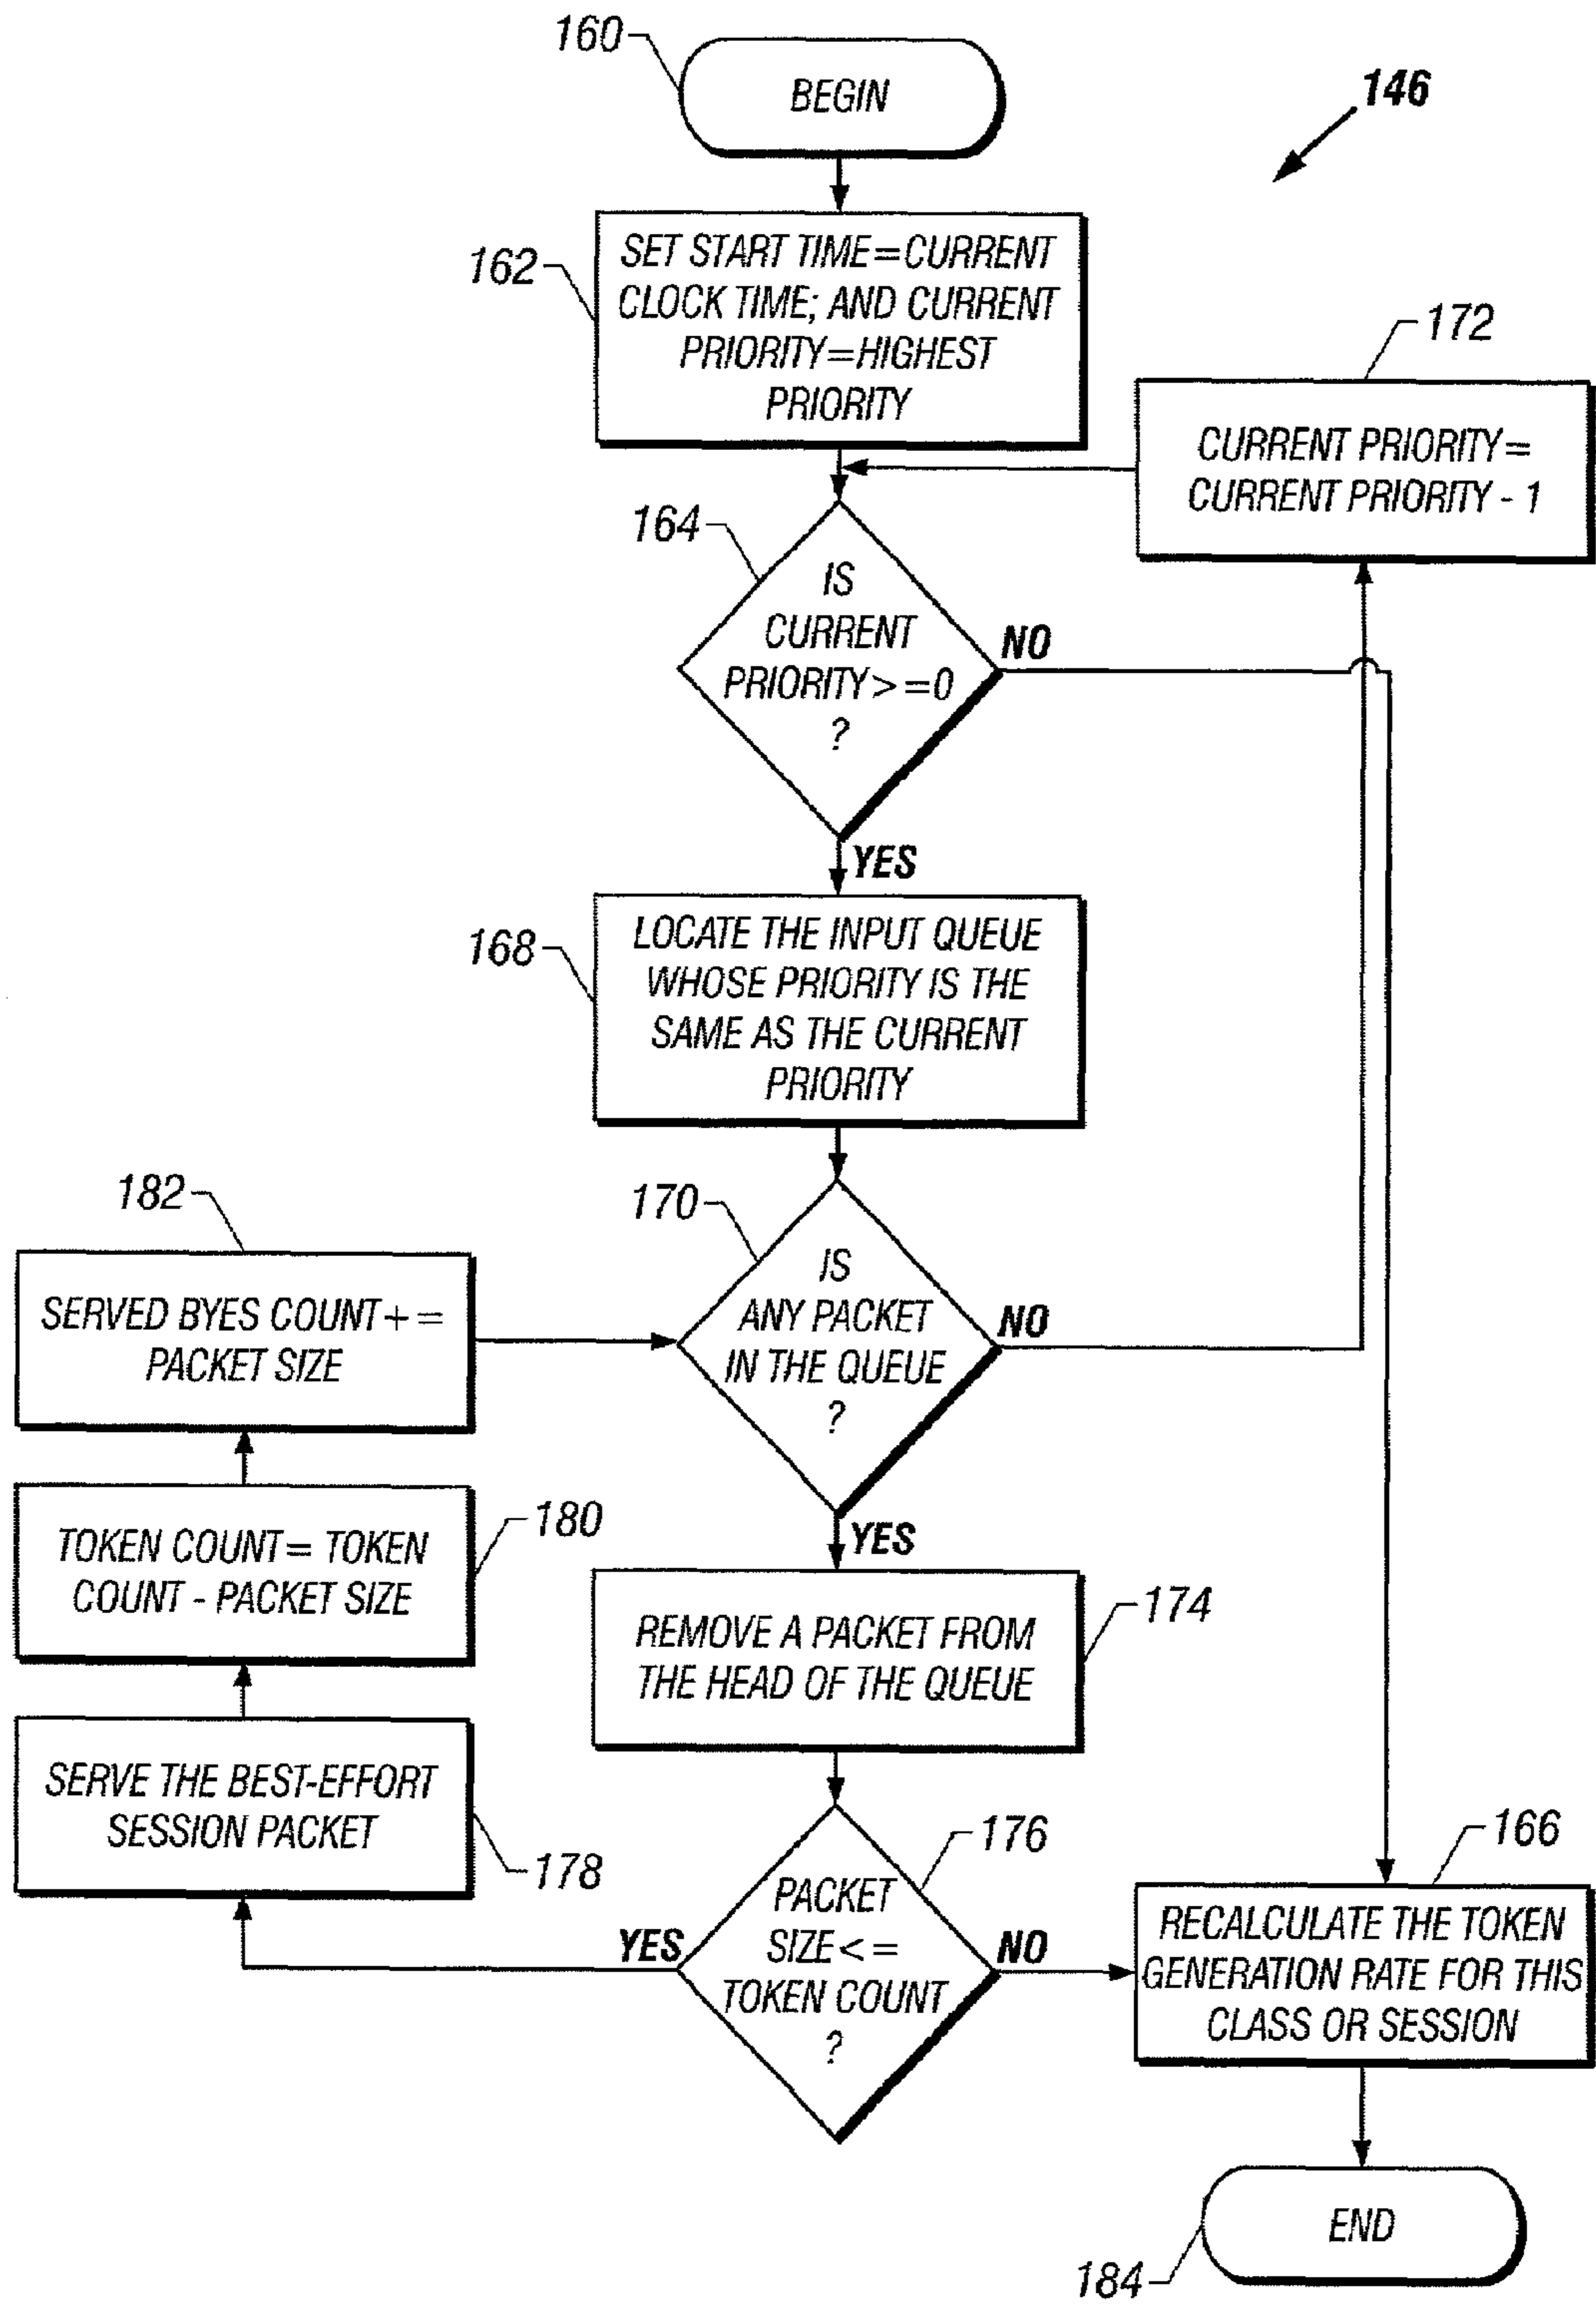 160
BEGIN
146
162
SET START TIME=CURRENT
CLOCK TIME; AND CURRENT
PRIORITY=HIGHEST
PRIORITY
172
CURRENT PRIORITY=
CURRENT PRIORITY - 1
164
IS
CURRENT
PRIORITY>=0
?
NO
YES
168
LOCATE THE INPUT QUEUE
WHOSE PRIORITY IS THE
SAME AS THE CURRENT
PRIORITY
182
SERVED BYES COUNT+=
PACKET SIZE
170
IS
ANY PACKET
IN THE QUEUE
?
NO
YES
180
TOKEN COUNT= TOKEN
COUNT - PACKET SIZE
174
REMOVE A PACKET FROM
THE HEAD OF THE QUEUE
SERVE THE BEST-EFFORT
SESSION PACKET
178
176
PACKET
SIZE<=
TOKEN COUNT
?
YES
NO
166
RECALCULATE THE TOKEN
GENERATION RATE FOR THIS
CLASS OR SESSION
END
184